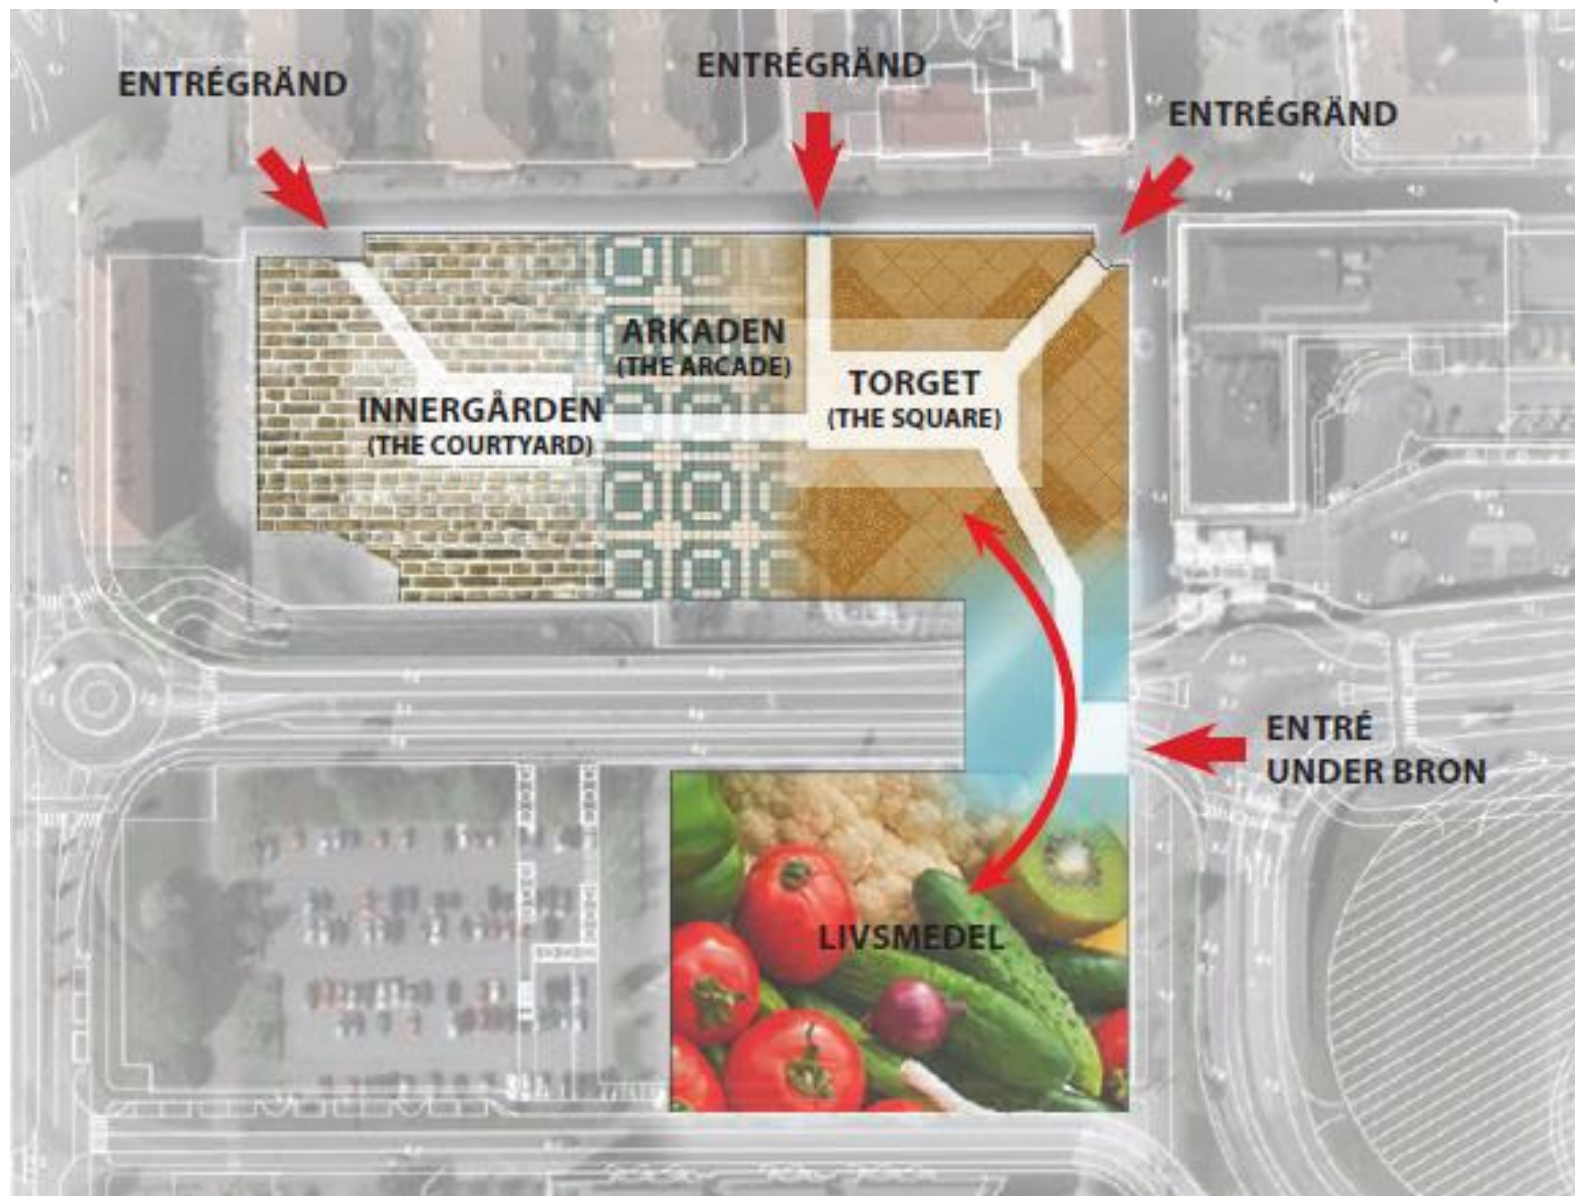 ENTRÉGRÄND
ENTRÉGRÄND
ENTRÉGRÄND
ARKADEN
(THE ARCADE)
TORGET
(THE SQUARE)
INNERGÅRDEN
(THE COURTYARD)
ENTRÉ
UNDER BRON
LIVSMEDEL